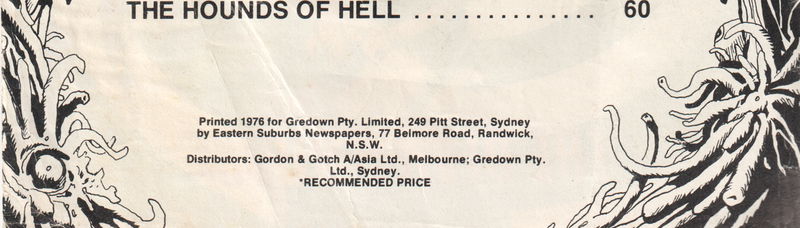 THE HOUNDS OF HELL ................ 60
Printed 1976 for Gredown Pty. Limited, 249 Pitt Street, Sydney
by Eastern Suburbs Newspapers, 77 Belmore Road, Randwick,
N.S.W.
Distributors: Gordon & Gotch A/Asia Ltd., Melbourne; Gredown Pty.
Ltd., Sydney.
*RECOMMENDED PRICE